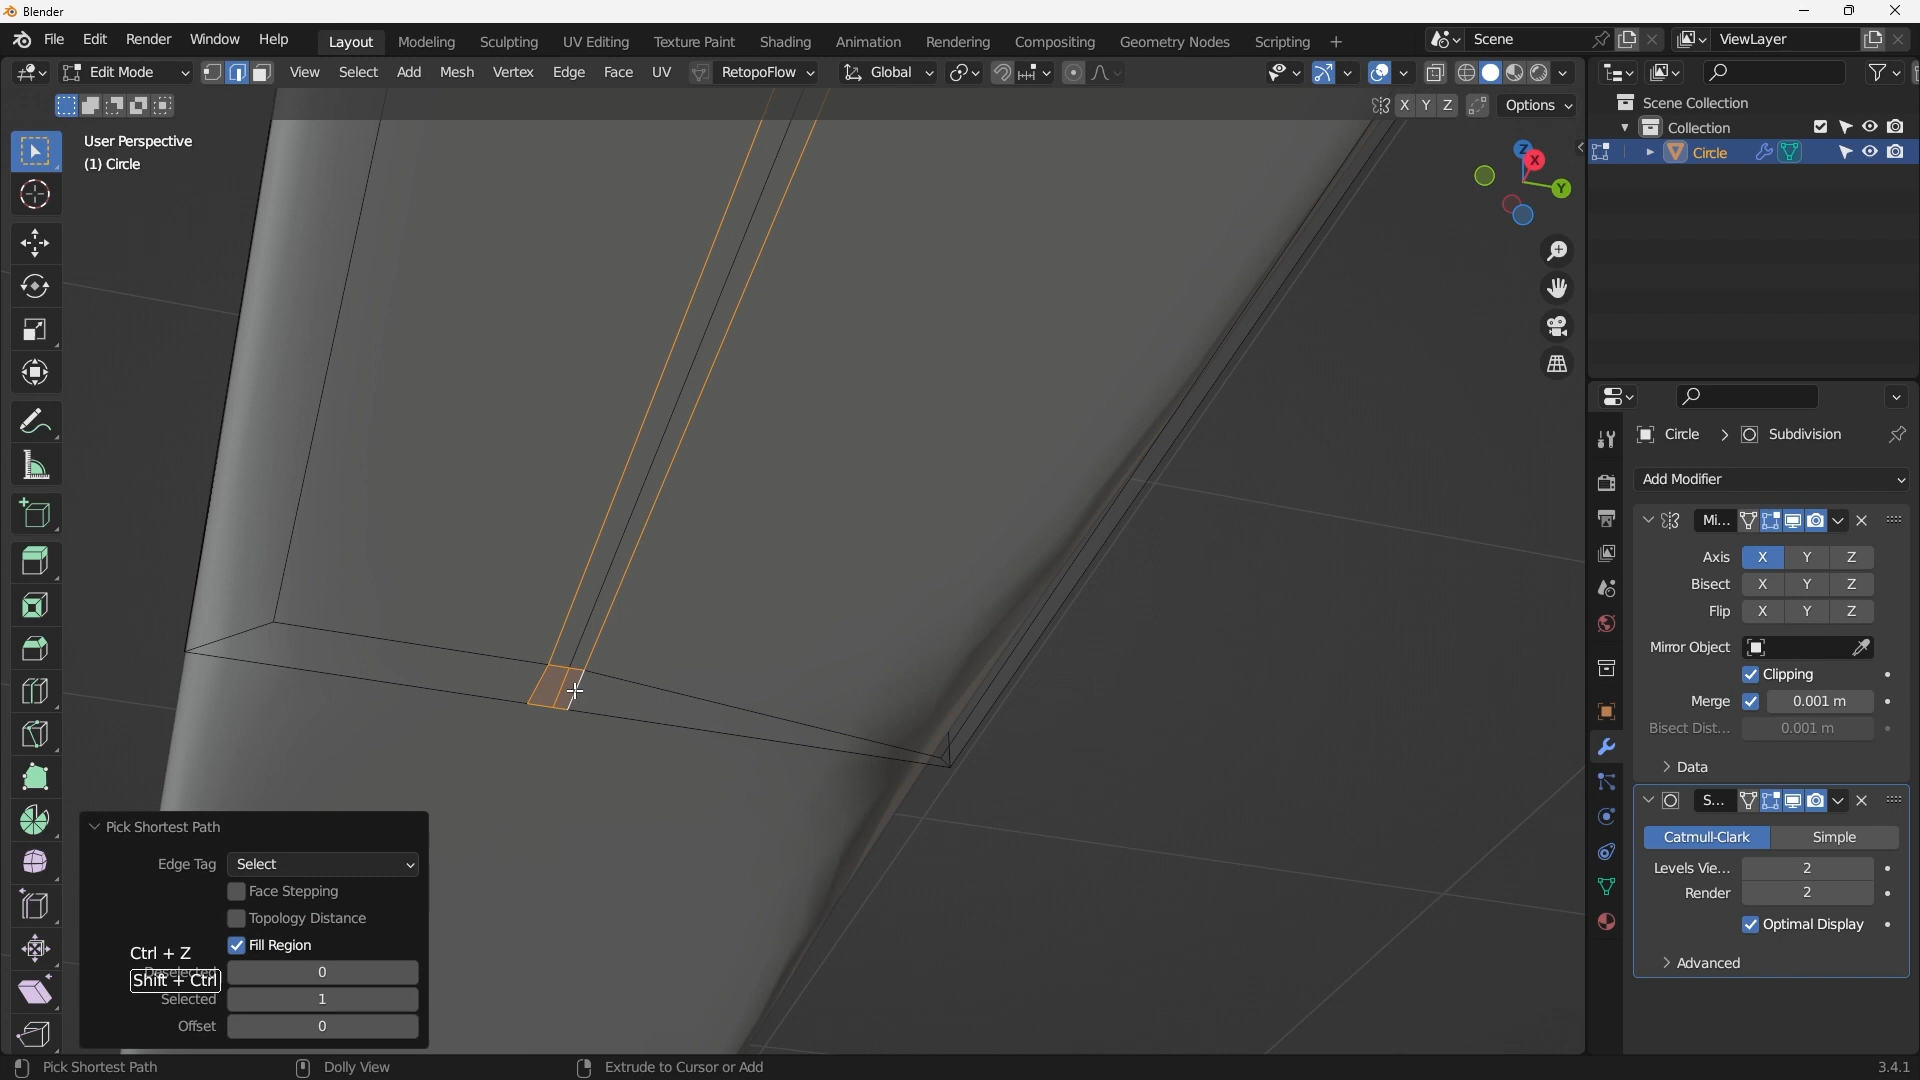 Blender
File Edit Render Window Help Layout Modeling Sculpting UV Editing Texture Paint Shading Animation Rendering Compositing Geometry Nodes Scripting + Scene ViewLayer
Edit Mode View Select Add Mesh Vertex Edge Face UV RetopoFlow Global
X Y Z Options
User Perspective
(1) Circle
Z X Y
Scene Collection
Collection
Circle
Circle > Subdivision
Add Modifier
Mi...
Axis X Y Z
Bisect X Y Z
Flip X Y Z
Mirror Object
Clipping
Merge 0.001 m
Bisect Dist... 0.001 m
Data
S...
Catmull-Clark Simple
Levels Vie... 2
Render 2
Optimal Display
Advanced
Pick Shortest Path
Edge Tag Select
Face Stepping
Topology Distance
Fill Region
Ctrl + Z
Deselected 0
Shift + Ctrl
Selected 1
Offset 0
Pick Shortest Path Dolly View Extrude to Cursor or Add 3.4.1